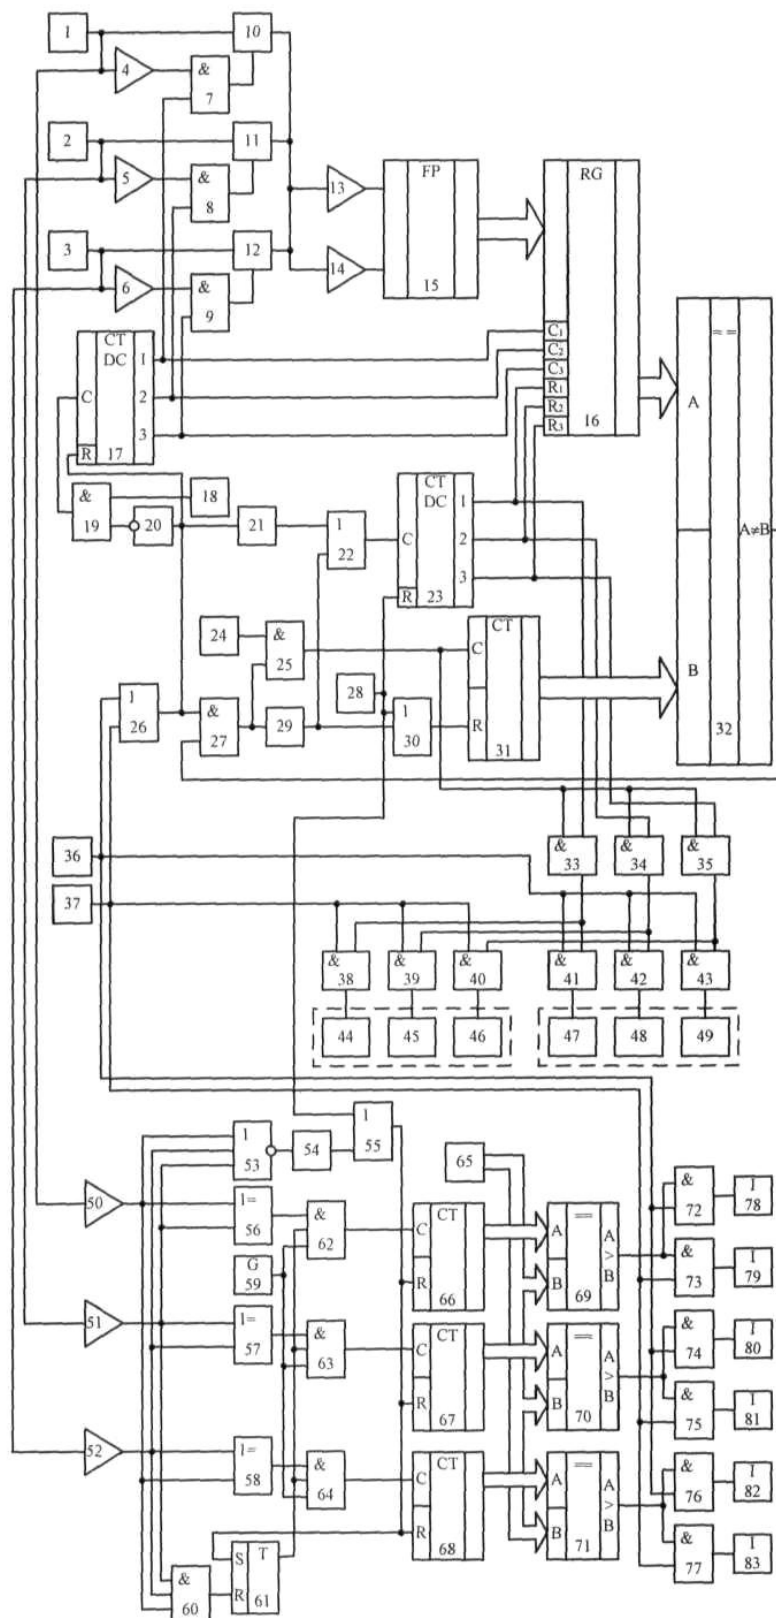 1
10
4
&
7
2
11
5
&
8
13
FP
RG
3
12
6
&
9
14
15
CT
DC
1
C
2
3
R
17
C1
C2
C3
R1
R2
R3
16
==
A
A≠B
B
32
&
19
18
20
21
1
22
CT
DC
1
C
2
3
R
23
24
&
25
CT
C
R
31
28
1
30
1
26
&
27
29
36
37
&
33
&
34
&
35
&
38
&
39
&
40
&
41
&
42
&
43
44
45
46
47
48
49
1
53
54
1
55
65
50
1=
56
&
62
C
CT
R
66
A
==
A
>
B
B
69
&
72
1
78
G
59
&
73
1
79
51
1=
57
&
63
C
CT
R
67
A
==
A
>
B
B
70
&
74
1
80
&
75
1
81
52
1=
58
&
64
C
CT
R
68
A
==
A
>
B
B
71
&
76
1
82
&
77
1
83
&
60
S
T
R
61